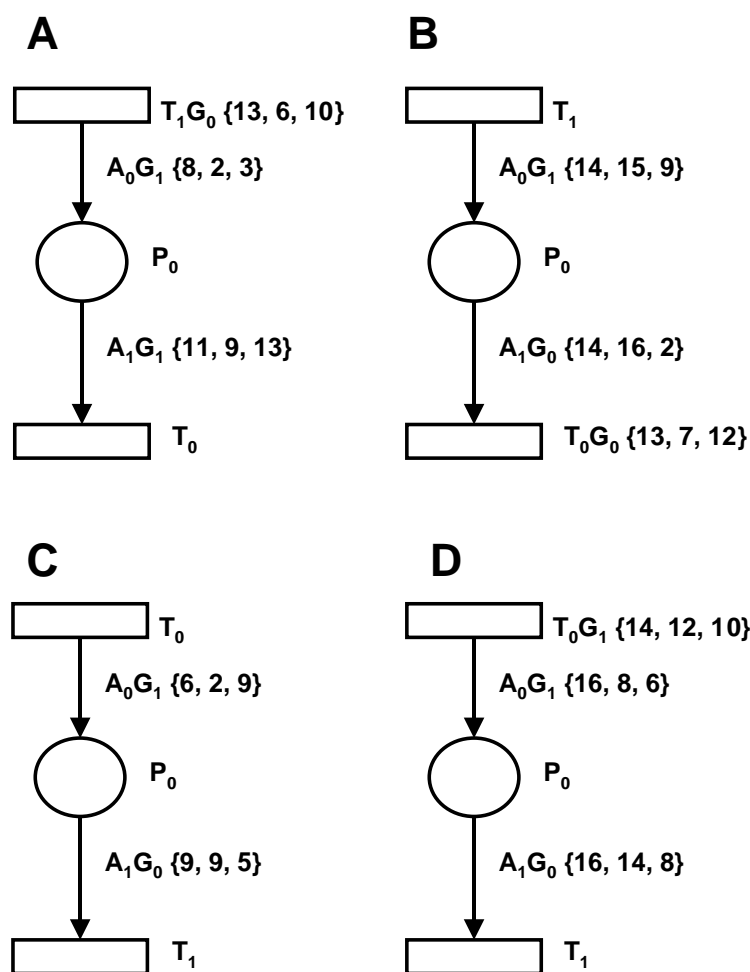 A
T₁G₀ {13, 6, 10}
A₀G₁ {8, 2, 3}
P₀
A₁G₁ {11, 9, 13}
T₀
B
T₁
A₀G₁ {14, 15, 9}
P₀
A₁G₀ {14, 16, 2}
T₀G₀ {13, 7, 12}
C
T₀
A₀G₁ {6, 2, 9}
P₀
A₁G₀ {9, 9, 5}
T₁
D
T₀G₁ {14, 12, 10}
A₀G₁ {16, 8, 6}
P₀
A₁G₀ {16, 14, 8}
T₁